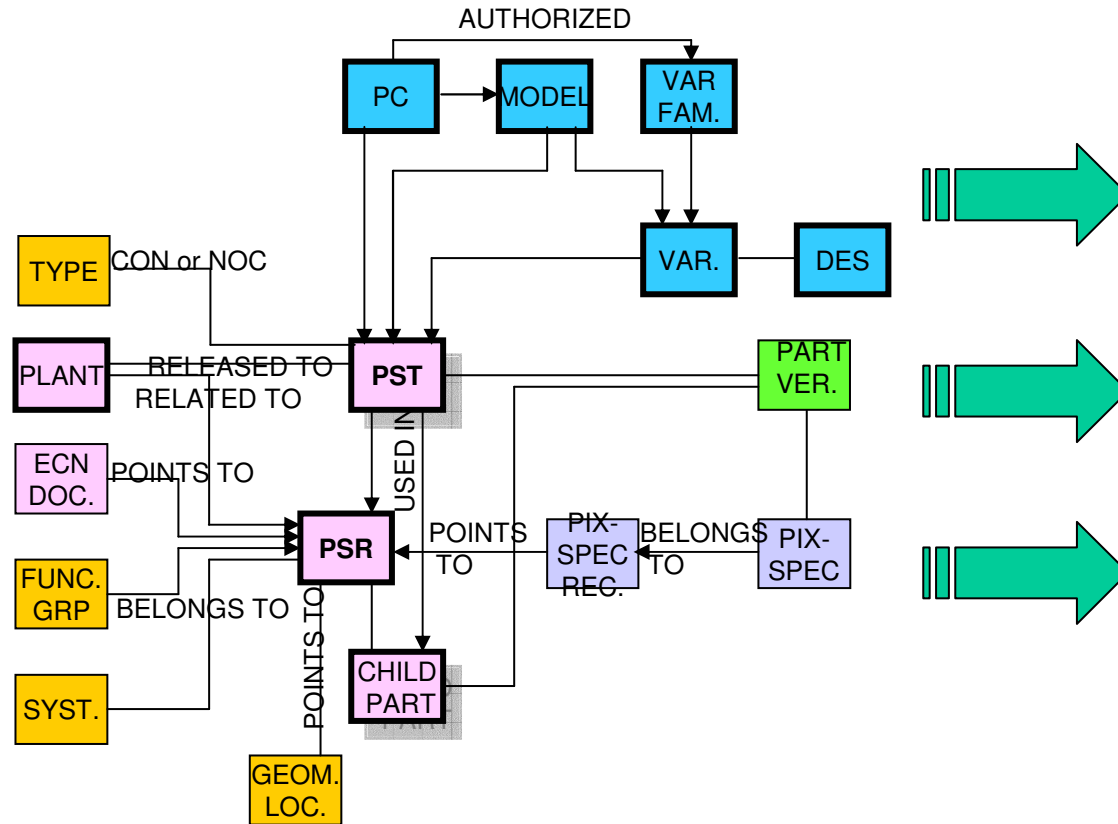 AUTHORIZED
PC
MODEL
VAR
FAM.
TYPE
CON or NOC
VAR.
DES
PLANT
RELEASED TO
RELATED TO
PST
PART
VER.
ECN
DOC.
POINTS TO
USED IN
PSR
POINTS
TO
PIX-
SPEC
REC.
BELONGS
TO
PIX-
SPEC
FUNC.
GRP
BELONGS TO
POINTS TO
CHILD
PART
SYST.
GEOM.
LOC.